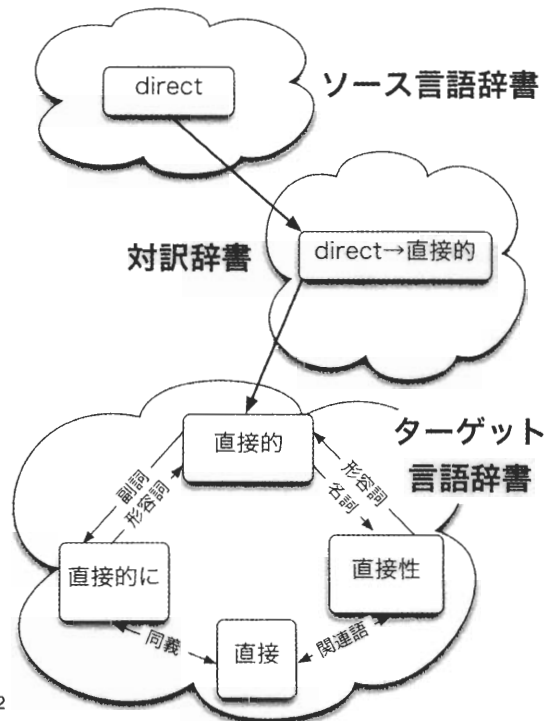 direct
ソース言語辞書
対訳辞書
direct→直接的
直接的
ターゲット
言語辞書
副詞
形容詞
形容詞
名詞
直接的に
直接性
同義
直接
関連語
2